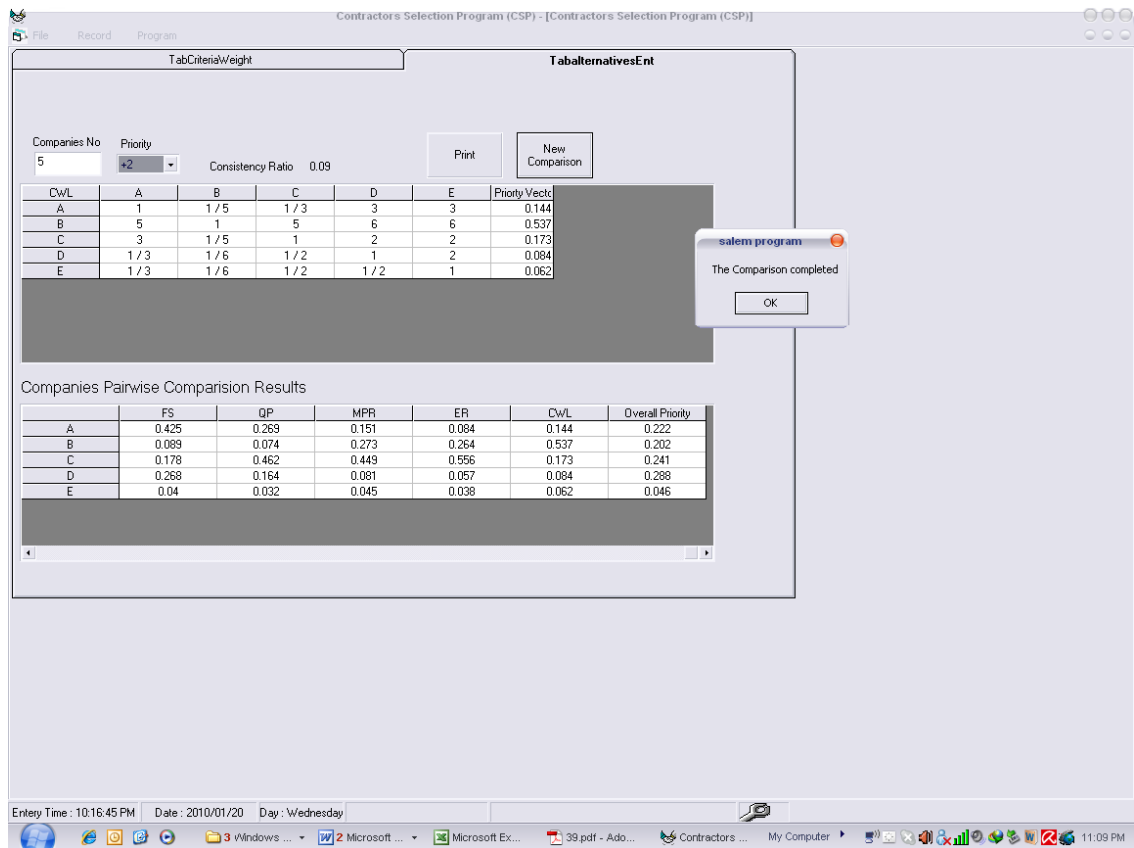 Contractors Selection Program (CSP) - [Contractors Selection Program (CSP)]
File Record Program
TabCriteriaWeight TabalternativesEnt
Companies No Priority
5 +2 Consistency Ratio 0.09 Print New Comparison
CWL A B C D E Priorty Vectc
A 1 1 / 5 1 / 3 3 3 0.144
B 5 1 5 6 6 0.537
C 3 1 / 5 1 2 2 0.173
D 1 / 3 1 / 6 1 / 2 1 2 0.084
E 1 / 3 1 / 6 1 / 2 1 / 2 1 0.062
salem program
The Comparison completed
OK
Companies Pairwise Comparision Results
FS QP MPR ER CWL Overall Priority
A 0.425 0.269 0.151 0.084 0.144 0.222
B 0.089 0.074 0.273 0.264 0.537 0.202
C 0.178 0.462 0.449 0.556 0.173 0.241
D 0.268 0.164 0.081 0.057 0.084 0.288
E 0.04 0.032 0.045 0.038 0.062 0.046
Entery Time : 10:16:45 PM Date : 2010/01/20 Day : Wednesday
3 Windows ... 2 Microsoft ... Microsoft Ex... 39.pdf - Ado... Contractors ... My Computer 11:09 PM